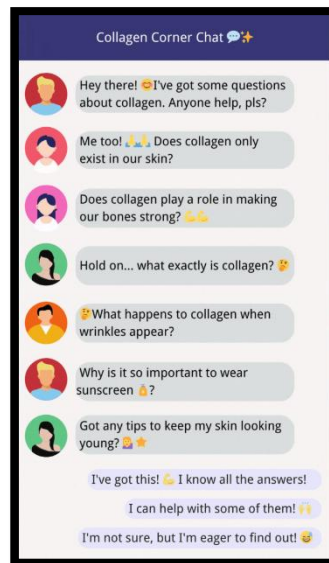 Collagen Corner Chat 💬✨
Hey there! 😊I've got some questions
about collagen. Anyone help, pls?
Me too! 🙏🙏 Does collagen only
exist in our skin?
Does collagen play a role in making
our bones strong? 💪💪
Hold on... what exactly is collagen? 🤔
🤔What happens to collagen when
wrinkles appear?
Why is it so important to wear
sunscreen 🧴?
Got any tips to keep my skin looking
young? 💁⭐
I've got this! 💪 I know all the answers!
I can help with some of them! 🙌
I'm not sure, but I'm eager to find out! 😅